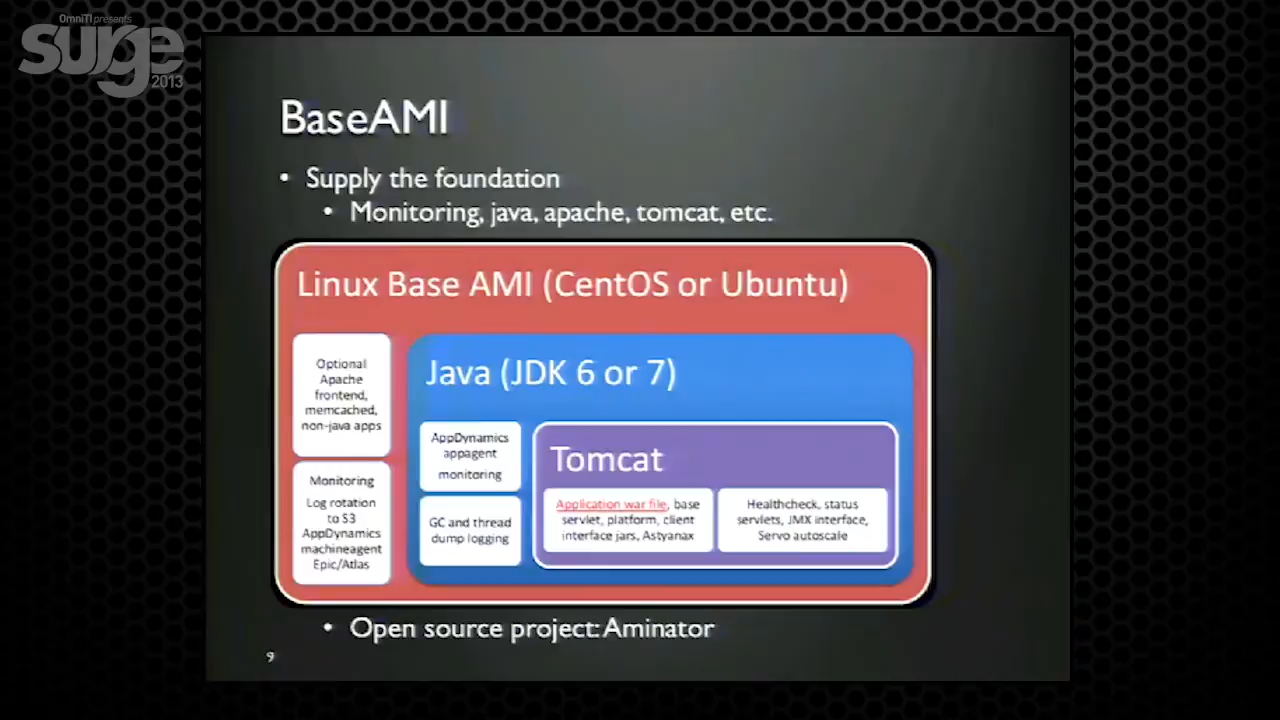 OmniTI presents
surge
2013
BaseAMI
• Supply the foundation
• Monitoring, java, apache, tomcat, etc.
Linux Base AMI (CentOS or Ubuntu)
Optional
Apache
frontend,
memcached,
non-java apps
Monitoring
Log rotation
to S3
AppDynamics
machineagent
Epic/Atlas
Java (JDK 6 or 7)
AppDynamics
appagent
monitoring
GC and thread
dump logging
Tomcat
Application war file, base
servlet, platform, client
interface jars, Astyanax
Healthcheck, status
servlets, JMX interface,
Servo autoscale
• Open source project: Aminator
9